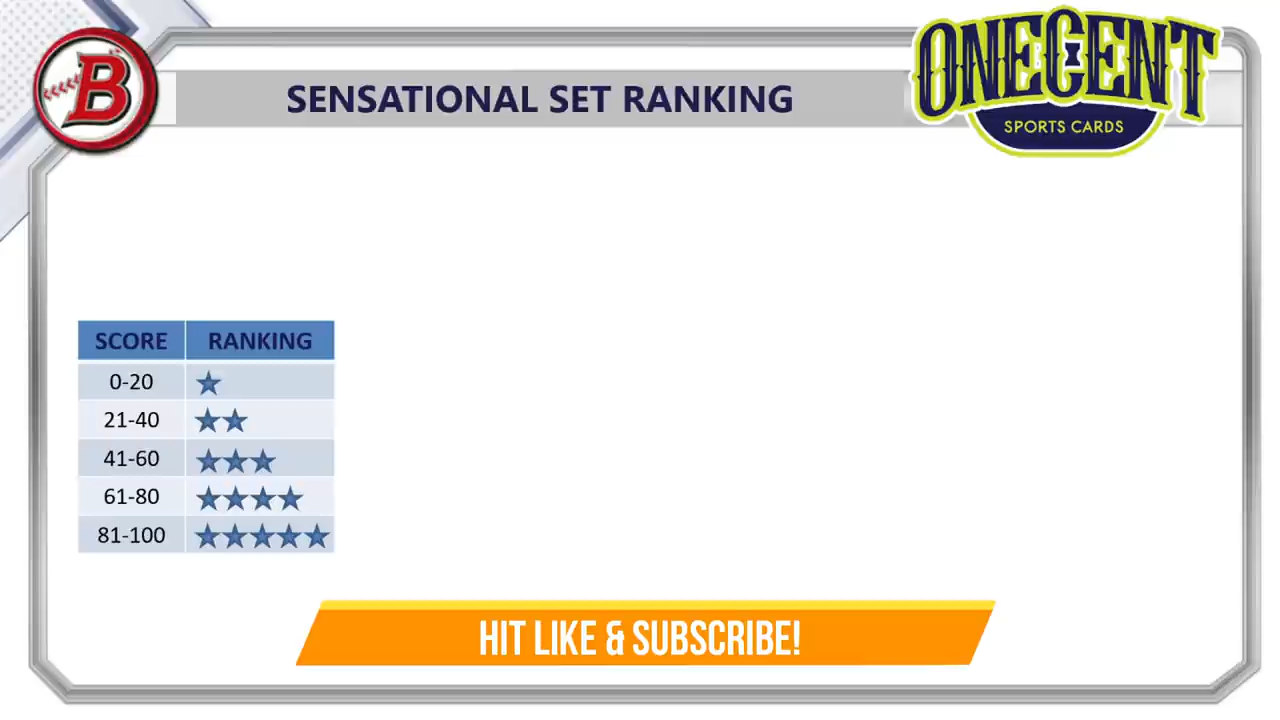 B
SENSATIONAL SET RANKING
ONECENT
SPORTS CARDS
SCORE RANKING
0-20 ★
21-40 ★★
41-60 ★★★
61-80 ★★★★
81-100 ★★★★★
HIT LIKE & SUBSCRIBE!